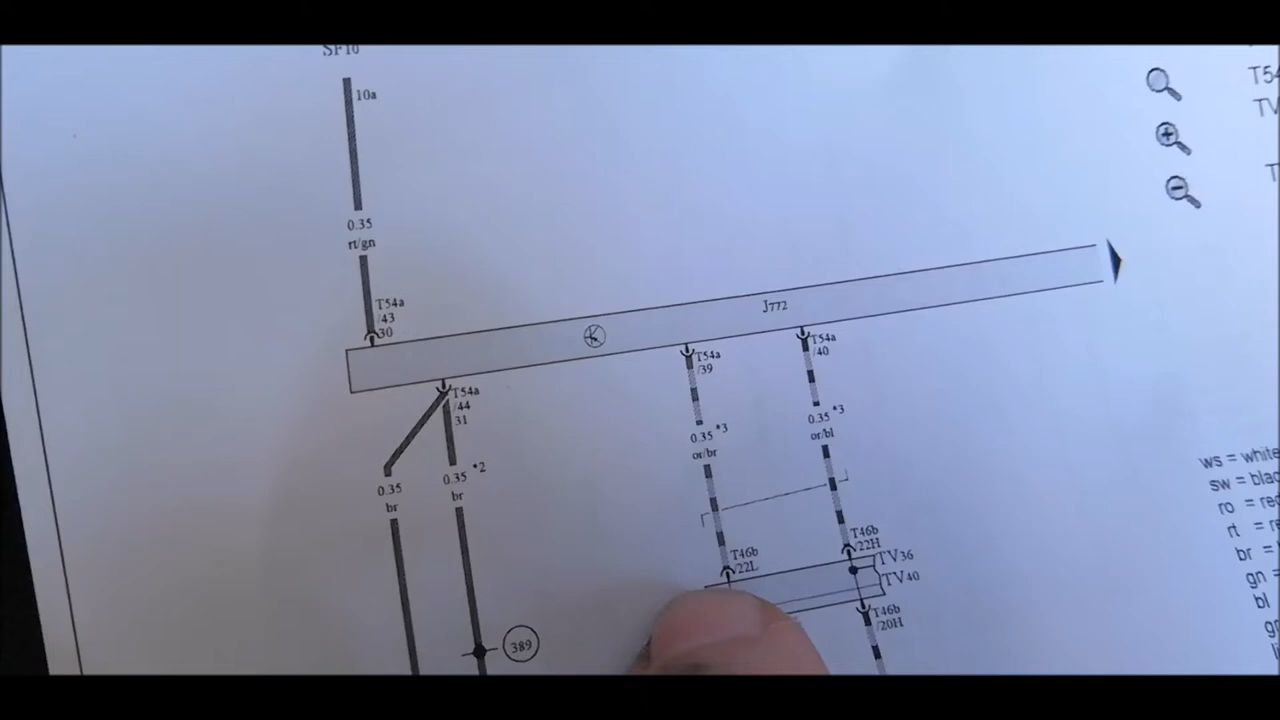 SF10
10a
0.35
rt/gn
T54a
/43
30
J772
T54a
/44
31
T54a
/39
T54a
/40
0.35 *3
or/br
0.35 *3
or/bl
0.35
br
0.35 *2
br
T46b
/22L
T46b
/22H
TV36
TV40
T46b
/20H
389
T54
TV
T
ws = white
sw = blac
ro = re
rt = r
br =
gn =
bl